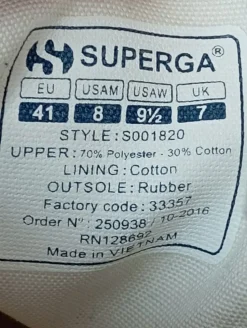 SUPERGA®
EU USAM USAW UK
41 8 9½ 7
STYLE:S001820
UPPER: 70% Polyester - 30% Cotton
LINING: Cotton
OUTSOLE: Rubber
Factory code: 33357
Order N°: 250938 / 10-2016
RN128692
Made in VIETNAM